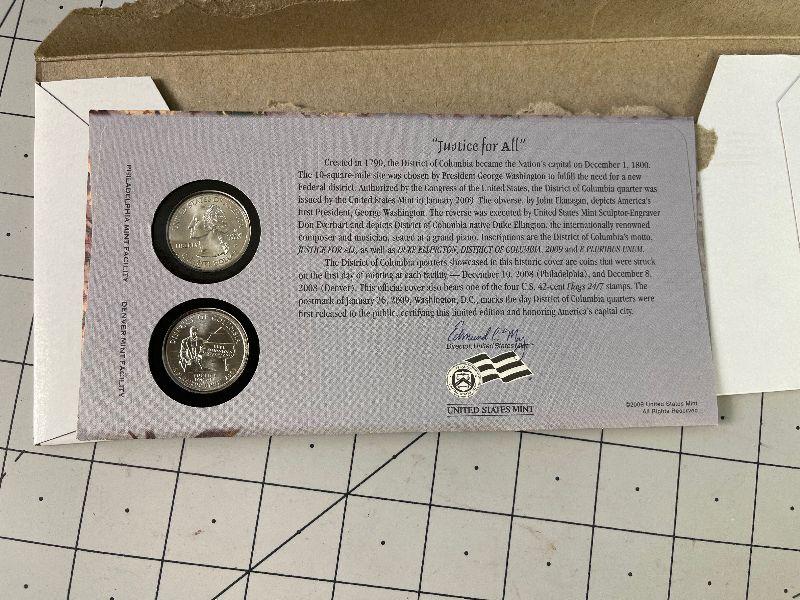 "Justice for All"
Created in 1790, the District of Columbia became the Nation's capital on December 1, 1800.
The 10-square-mile site was chosen by President George Washington to fulfill the need for a new
Federal district. Authorized by the Congress of the United States, the District of Columbia quarter was
issued by the United States Mint in January 2009. The obverse, by John Flanagan, depicts America's
first President, George Washington. The reverse was executed by United States Mint Sculptor-Engraver
Don Everhart and depicts District of Columbia native Duke Ellington, the internationally renowned
composer and musician, seated at a grand piano. Inscriptions are the District of Columbia's motto,
JUSTICE FOR ALL, as well as DUKE ELLINGTON, DISTRICT OF COLUMBIA, 2009 and E PLURIBUS UNUM.
The District of Columbia quarters showcased in this historic cover are coins that were struck
on the first day of minting at each facility — December 19, 2008 (Philadelphia), and December 8,
2008 (Denver). This official cover also bears one of the four U.S. 42-cent Flags 24/7 stamps. The
postmark of January 26, 2009, Washington, D.C., marks the day District of Columbia quarters were
first released to the public, certifying this limited edition and honoring America's capital city.
Director, United States Mint
UNITED STATES MINT
©2009 United States Mint
All Rights Reserved
PHILADELPHIA MINT FACILITY
DENVER MINT FACILITY